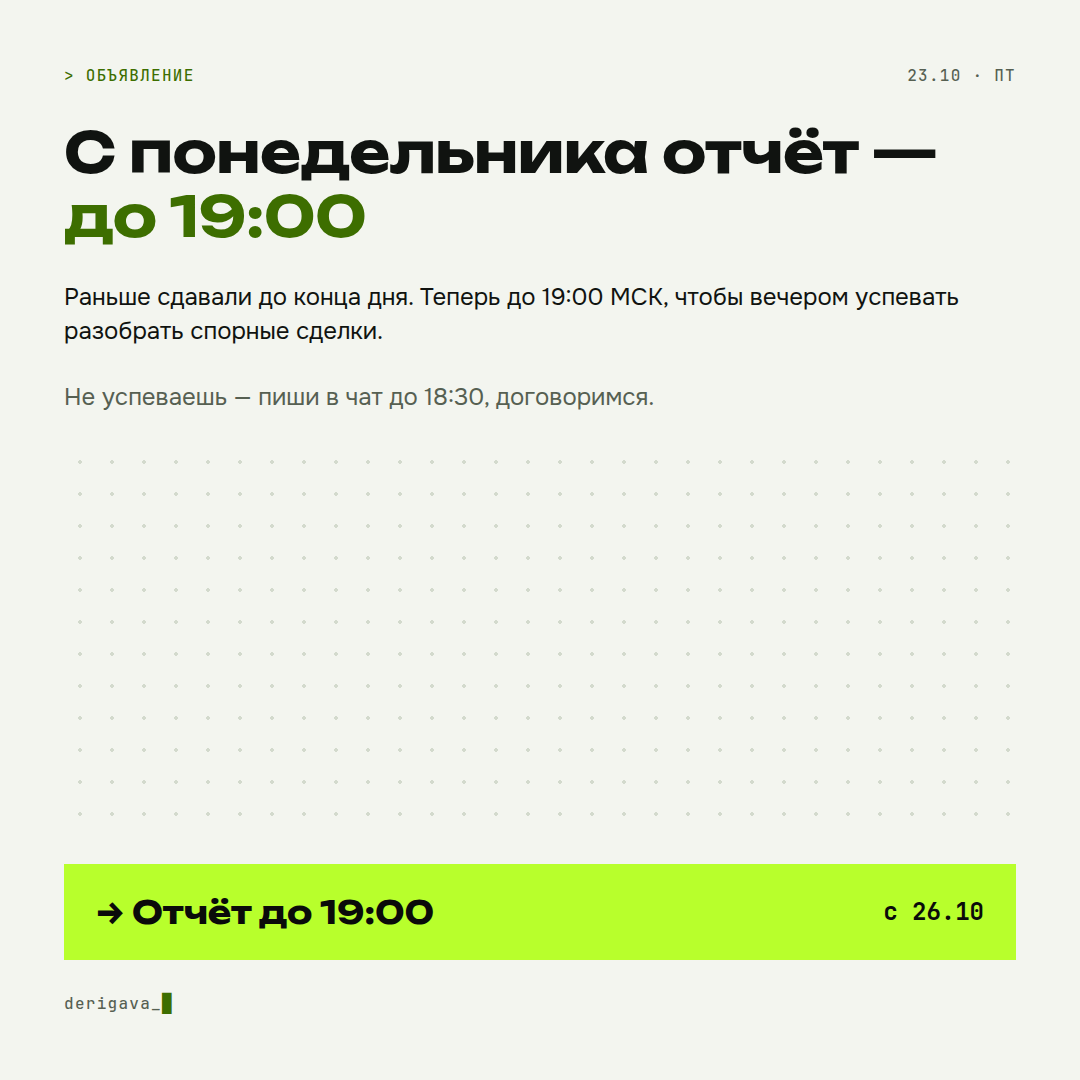 > ОБЪЯВЛЕНИЕ
23.10 · ПТ
С понедельника отчёт —
до 19:00
Раньше сдавали до конца дня. Теперь до 19:00 МСК, чтобы вечером успевать
разобрать спорные сделки.
Не успеваешь — пиши в чат до 18:30, договоримся.
→ Отчёт до 19:00
с 26.10
derigava_